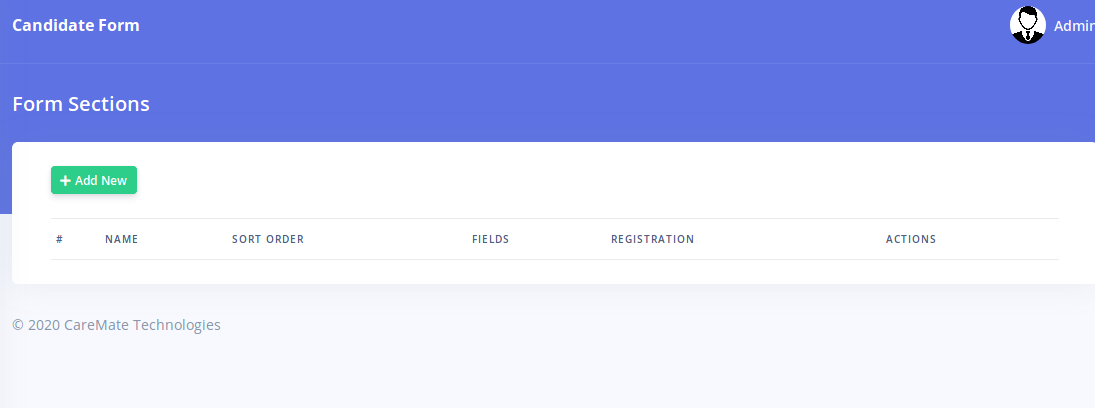 Candidate Form
Admin
Form Sections
+ Add New
# NAME SORT ORDER FIELDS REGISTRATION ACTIONS
© 2020 CareMate Technologies